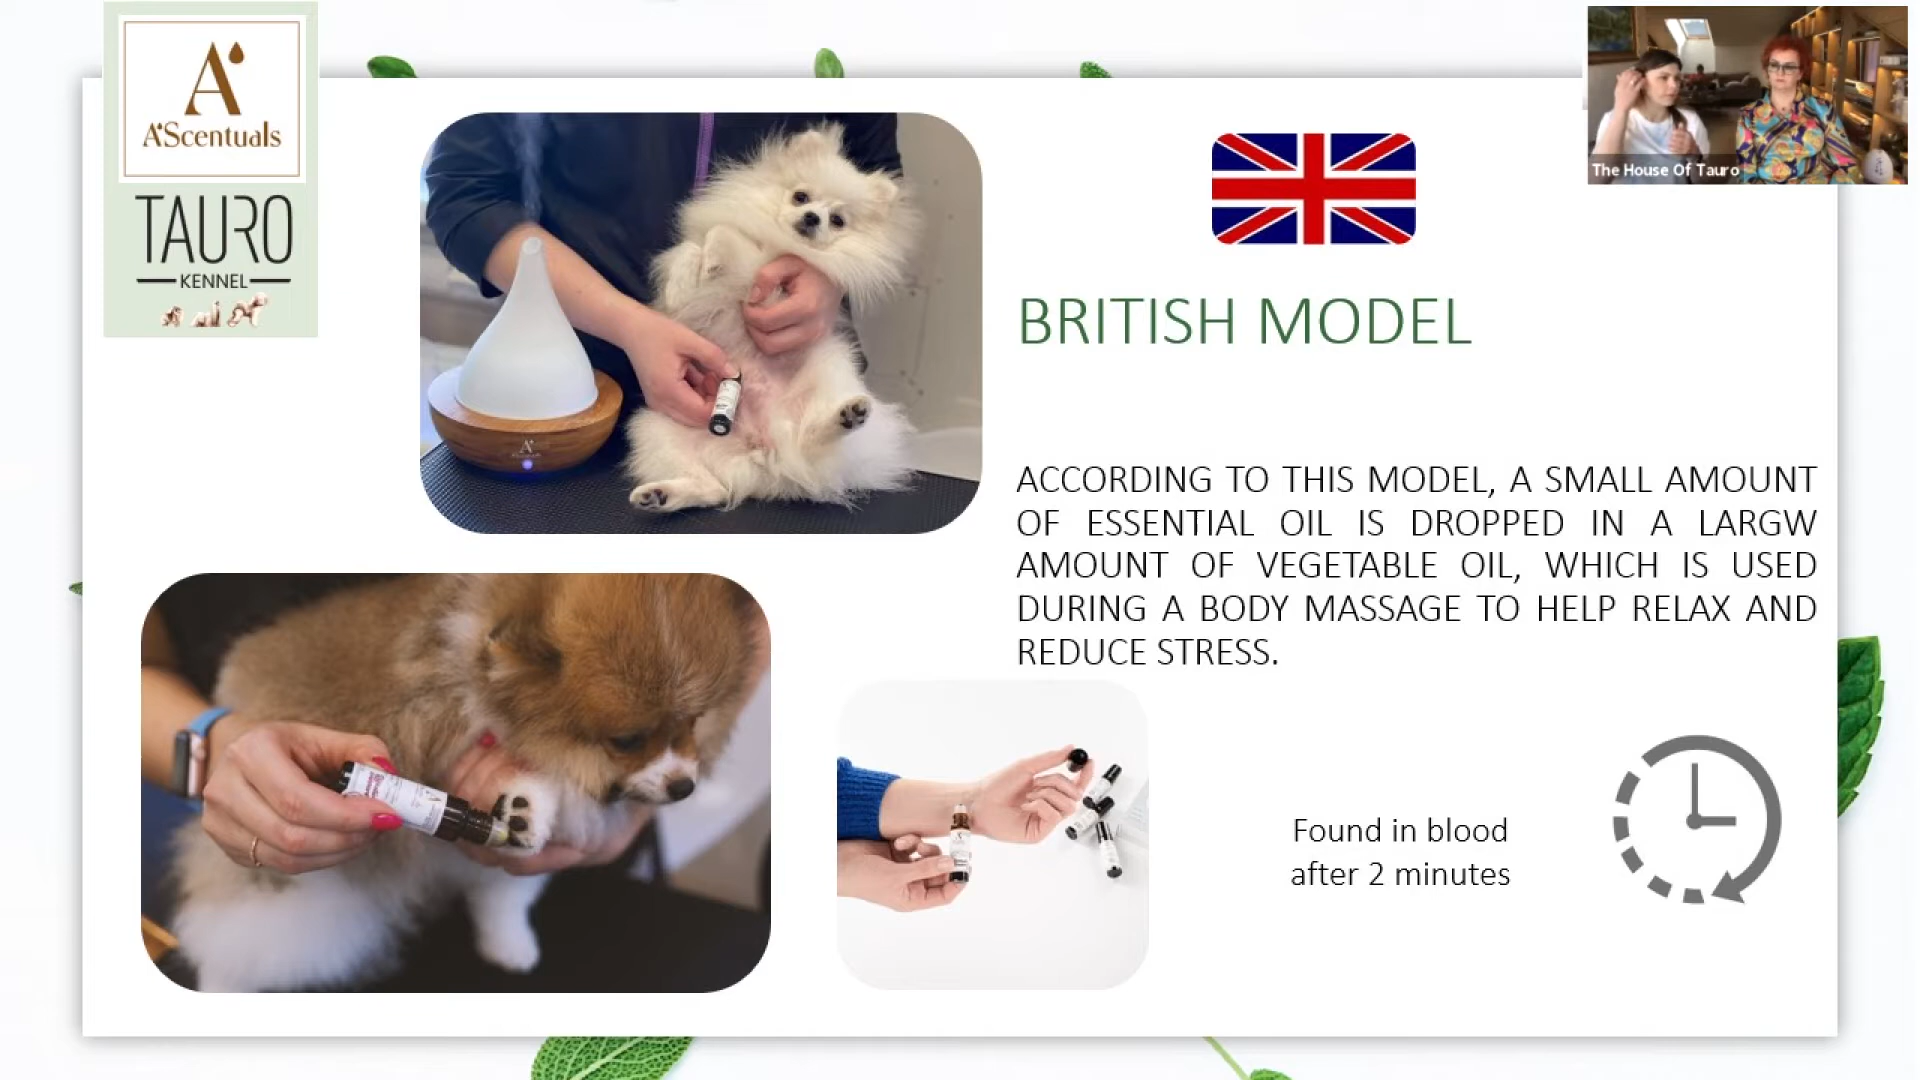 A'Scentuals
TAURO
KENNEL
The House Of Tauro
BRITISH MODEL
ACCORDING TO THIS MODEL, A SMALL AMOUNT
OF ESSENTIAL OIL IS DROPPED IN A LARGW
AMOUNT OF VEGETABLE OIL, WHICH IS USED
DURING A BODY MASSAGE TO HELP RELAX AND
REDUCE STRESS.
Found in blood
after 2 minutes